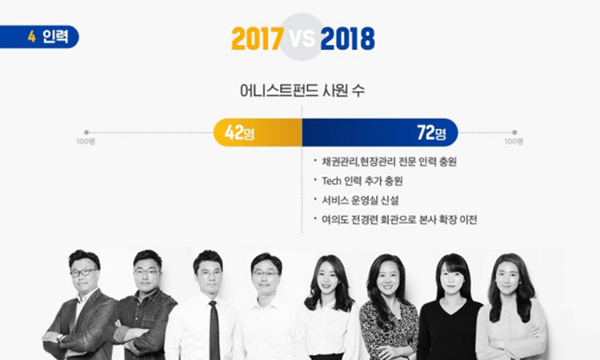 4 인력
2017 VS 2018
어니스트펀드 사원 수
42명 72명
100명 100명
• 채권관리,현장관리 전문 인력 충원
• Tech 인력 추가 충원
• 서비스 운영실 신설
• 여의도 전경련 회관으로 본사 확장 이전